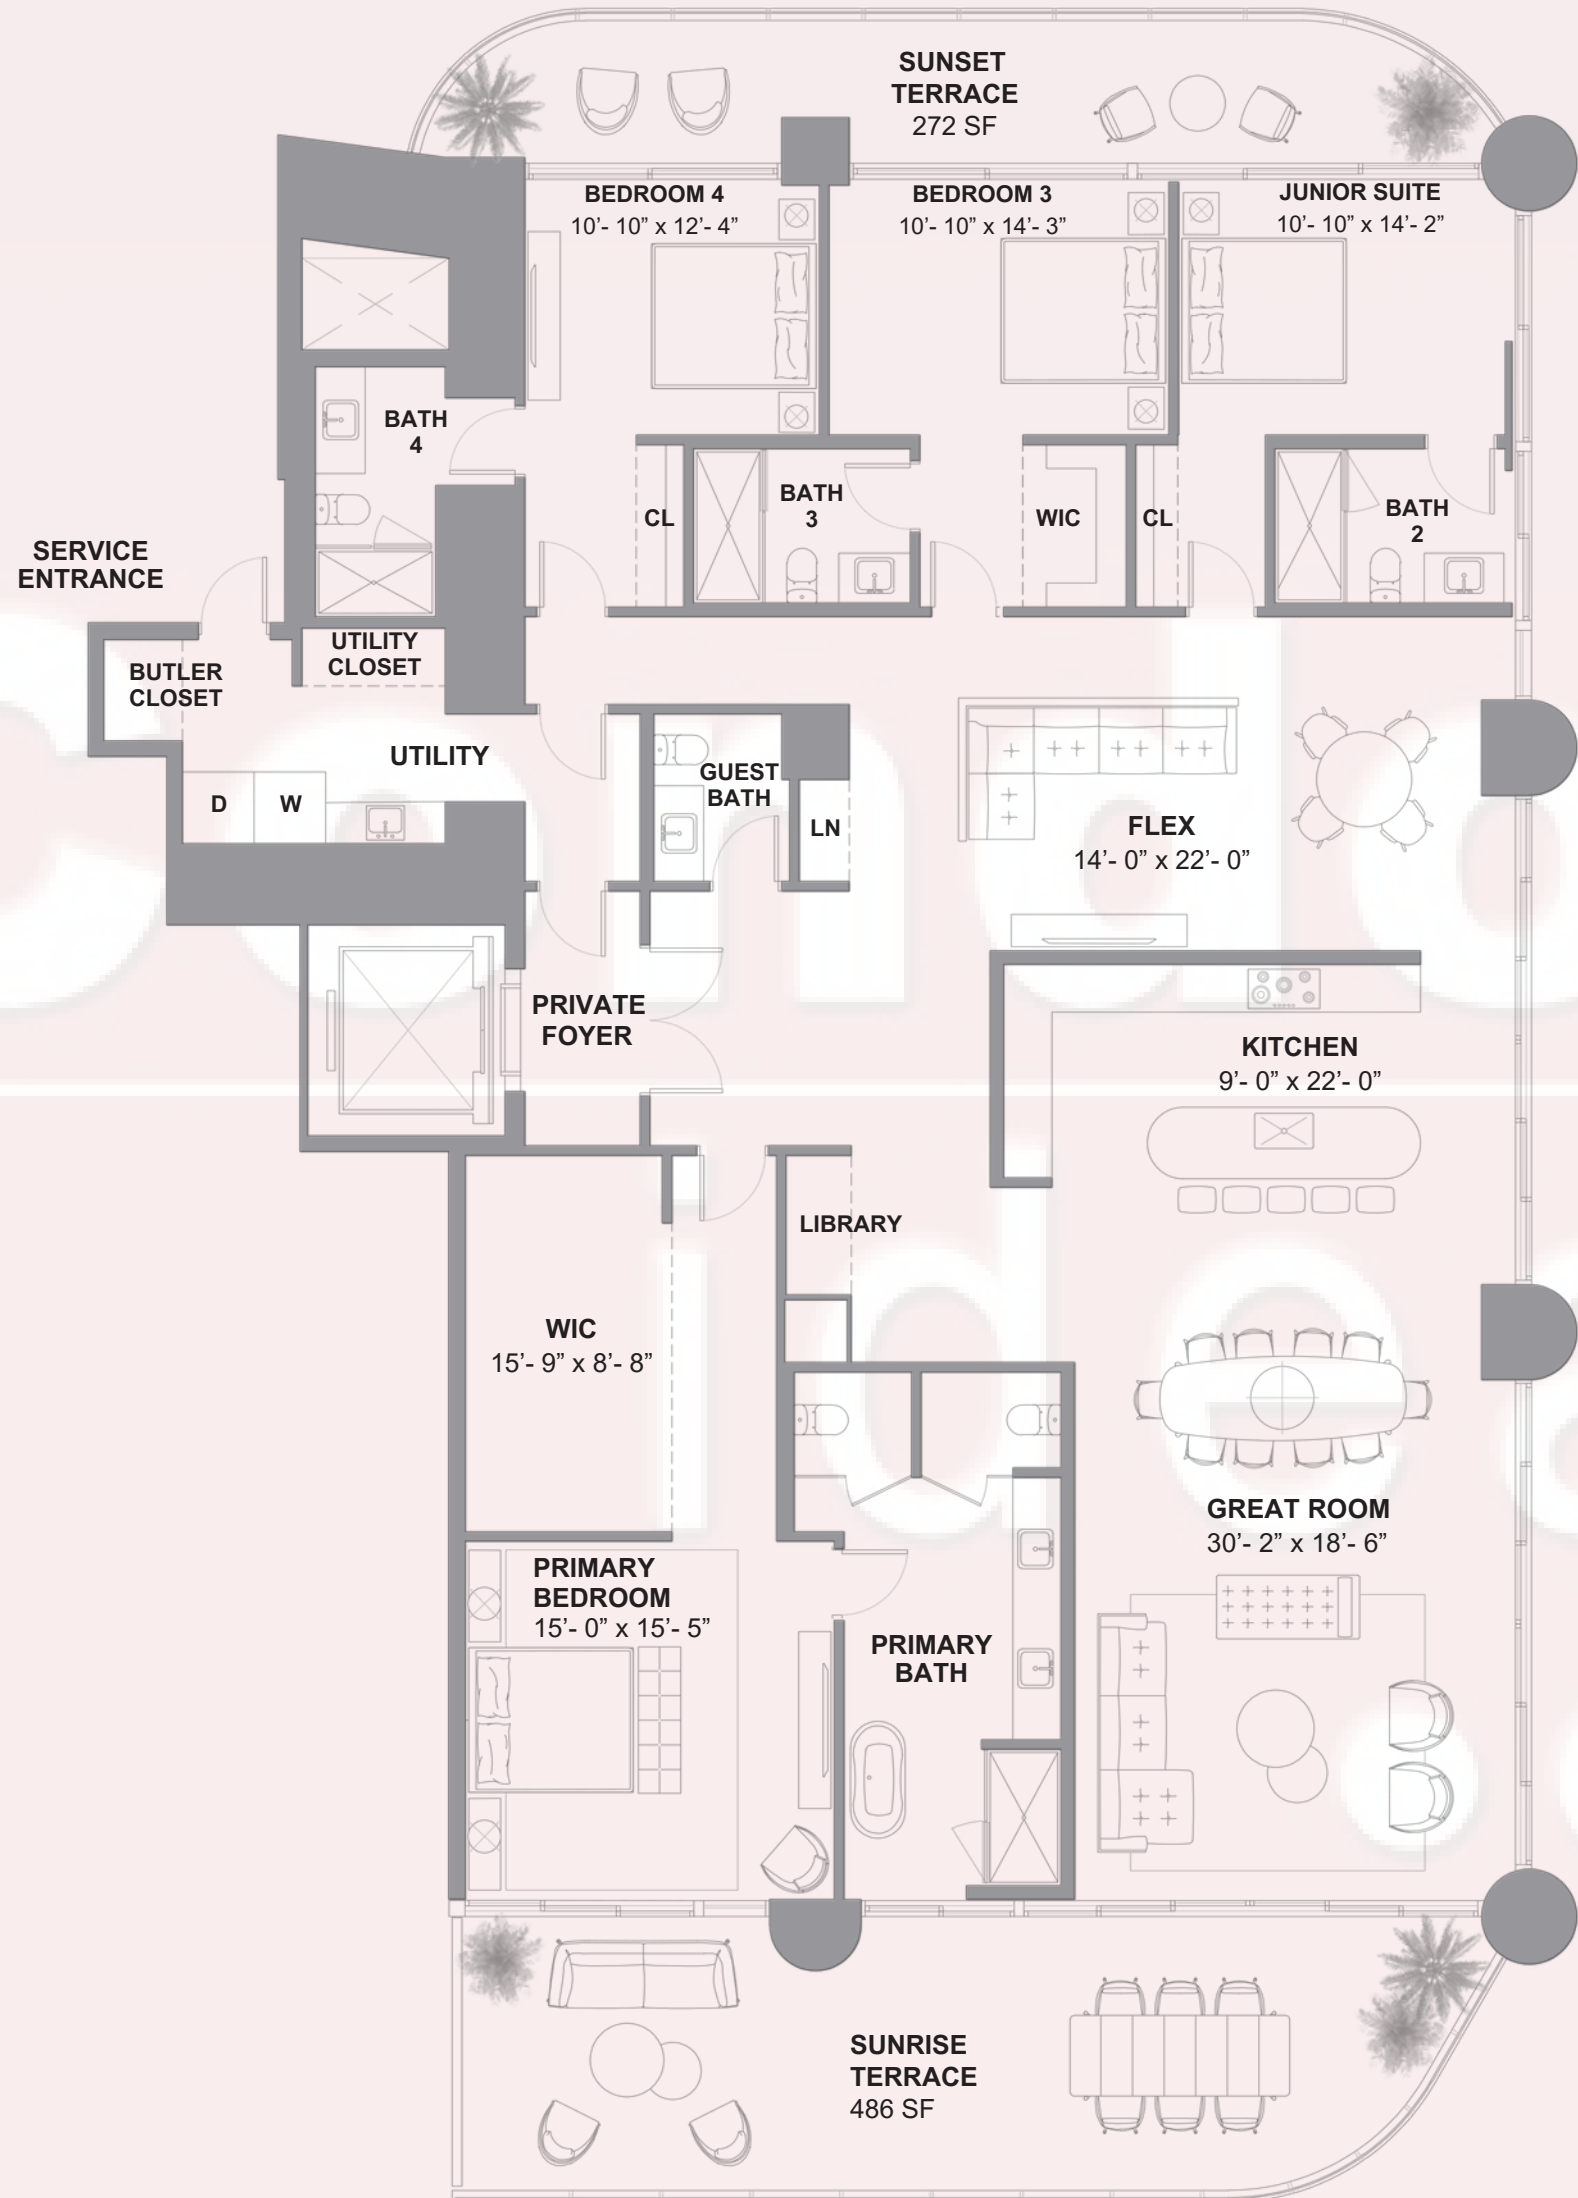 SUNSET
TERRACE
272 SF
BEDROOM 4
10’- 10” x 12’- 4”
BEDROOM 3
10’- 10” x 14’- 3”
JUNIOR SUITE
10’- 10” x 14’- 2”
BATH
4
CL
BATH
3
WIC
CL
BATH
2
SERVICE
ENTRANCE
UTILITY
CLOSET
BUTLER
CLOSET
UTILITY
D
W
GUEST
BATH
LN
FLEX
14’- 0” x 22’- 0”
PRIVATE
FOYER
KITCHEN
9’- 0” x 22’- 0”
LIBRARY
WIC
15’- 9” x 8’- 8”
GREAT ROOM
30’- 2” x 18’- 6”
PRIMARY
BEDROOM
15’- 0” x 15’- 5”
PRIMARY
BATH
SUNRISE
TERRACE
486 SF